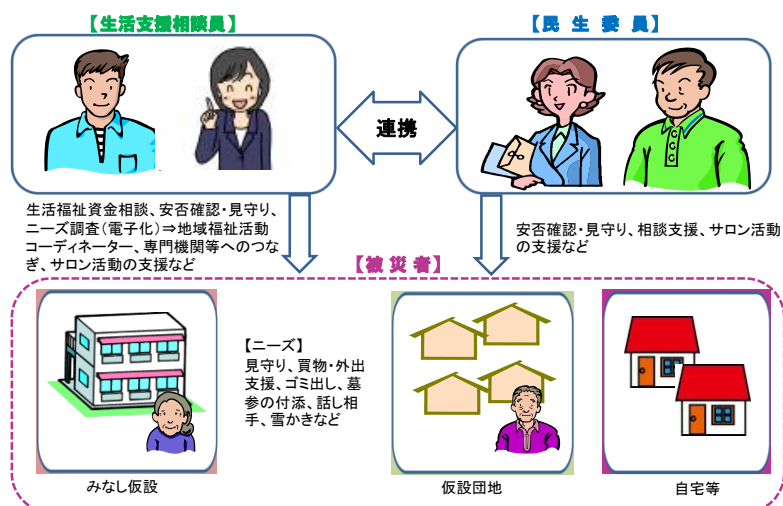 【生活支援相談員】
【民 生 委 員】
連携
生活福祉資金相談、安否確認・見守り、
ニーズ調査(電子化)⇒地域福祉活動
コーディネーター、専門機関等へのつな
ぎ、サロン活動の支援など
安否確認・見守り、相談支援、サロン活動
の支援など
【被 災 者】
【ニーズ】
見守り、買物・外出
支援、ゴミ出し、墓
参の付添、話し相
手、雪かきなど
みなし仮設
仮設団地
自宅等